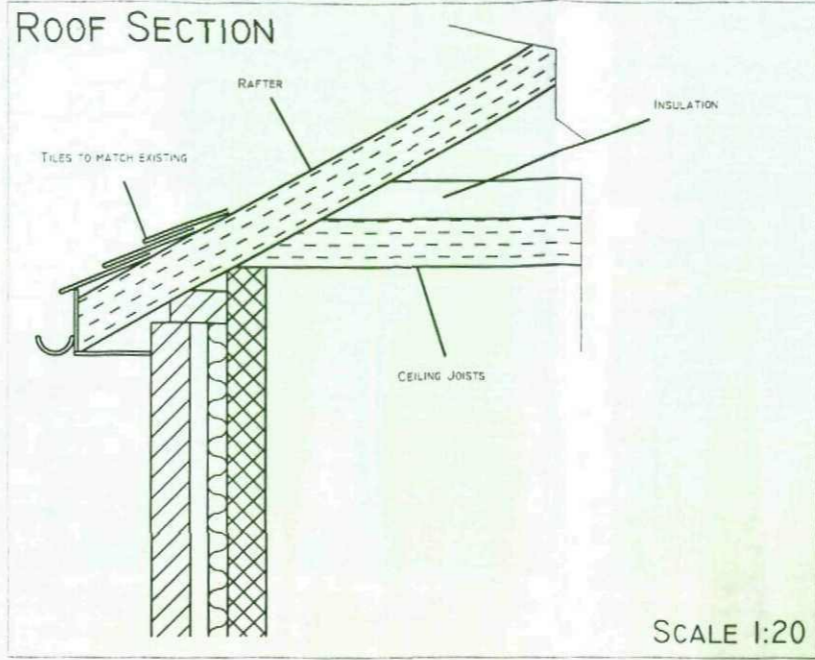 ROOF SECTION
RAFTER
INSULATION
TILES TO MATCH EXISTING
CEILING JOISTS
SCALE 1:20